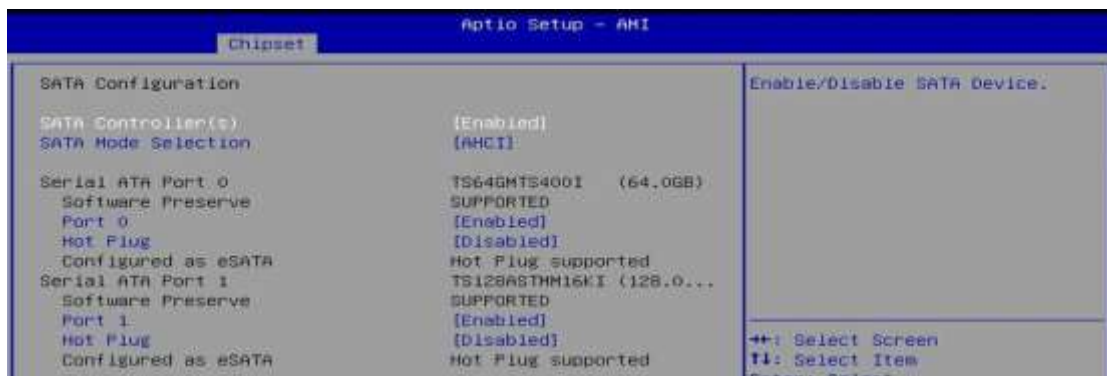 Aptio Setup - AMI
Chipset
SATA Configuration
Enable/Disable SATA Device.
SATA Controller(s) [Enabled]
SATA Mode Selection [AHCI]
Serial ATA Port 0 TS64GMTS400I (64.0GB)
Software Preserve SUPPORTED
Port 0 [Enabled]
Hot Plug [Disabled]
Configured as eSATA Hot Plug supported
Serial ATA Port 1 (128.0...
Software Preserve SUPPORTED
Port 1 [Enabled]
Hot Plug [Disabled]
Configured as eSATA Hot Plug supported
→←: Select Screen
↑↓: Select Item